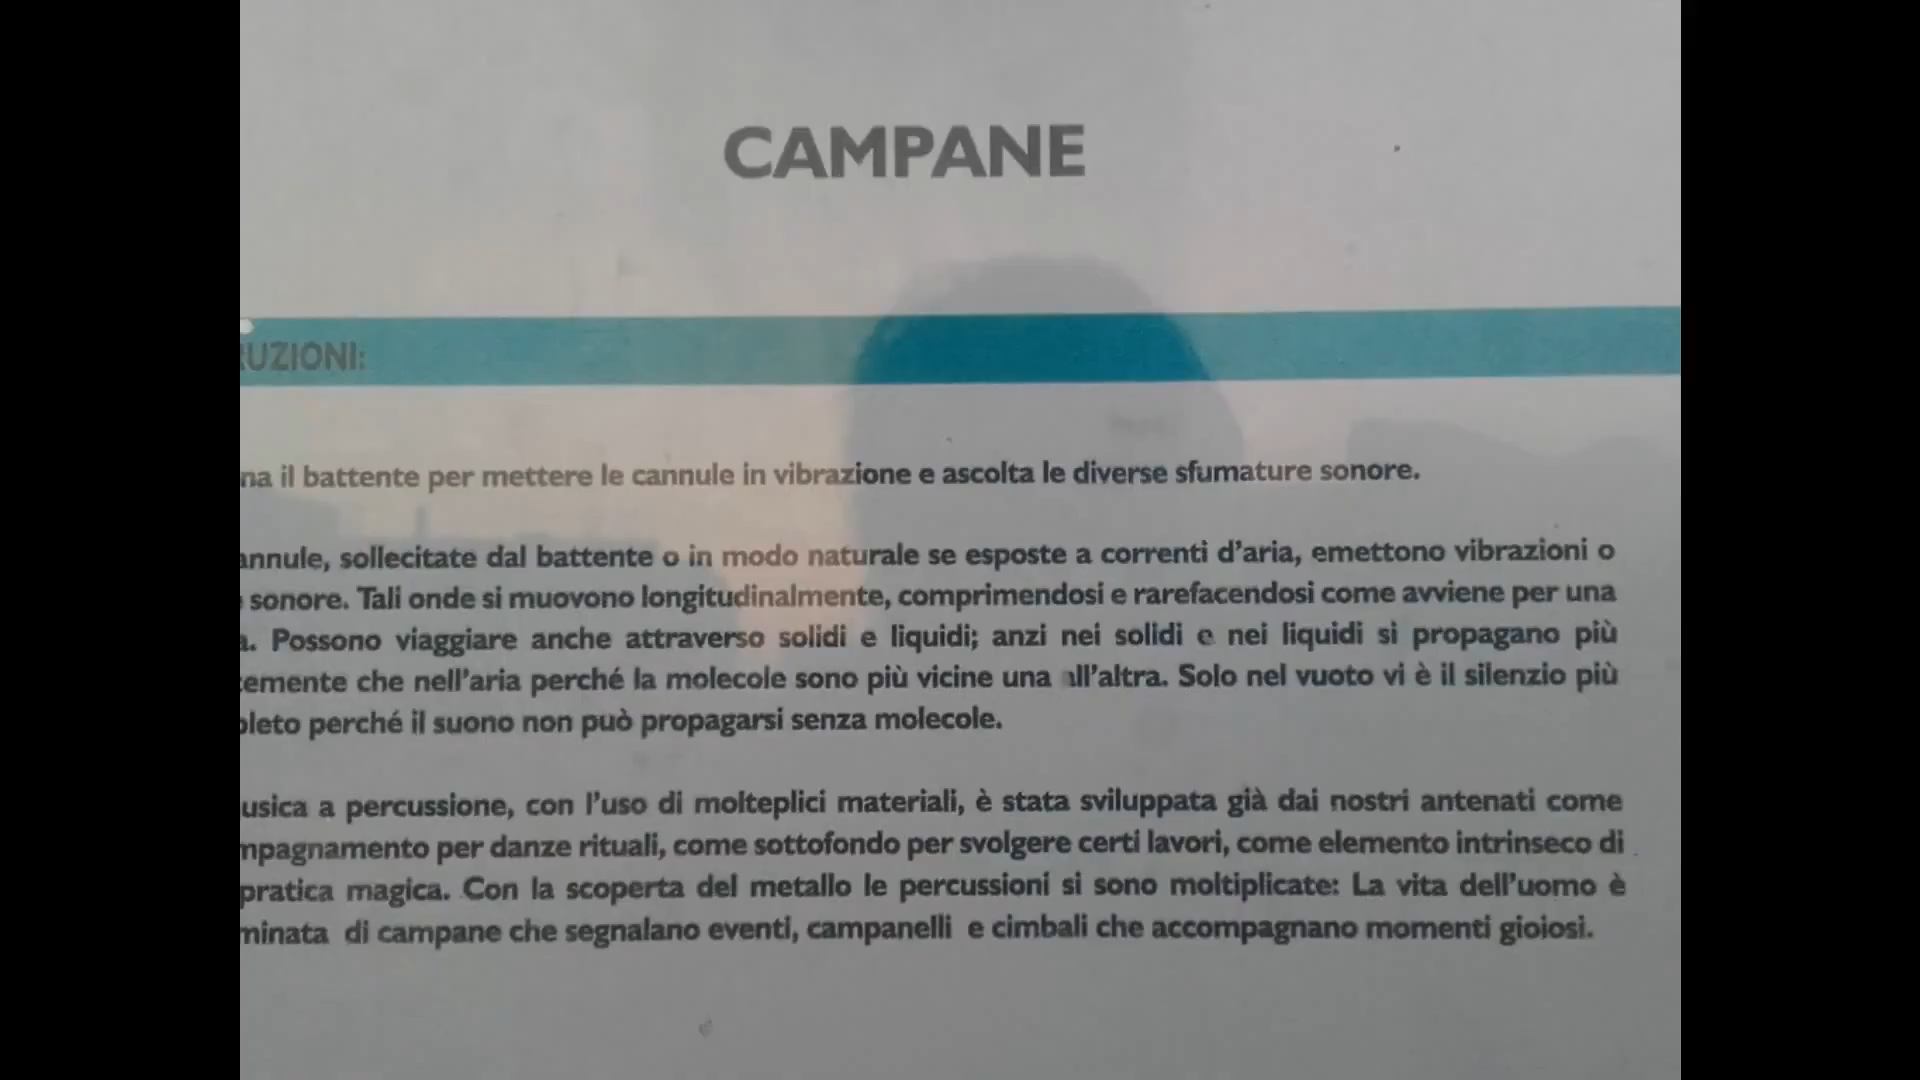 CAMPANE
UZIONI:
na il battente per mettere le cannule in vibrazione e ascolta le diverse sfumature sonore.
annule, sollecitate dal battente o in modo naturale se esposte a correnti d'aria, emettono vibrazioni o
sonore. Tali onde si muovono longitudinalmente, comprimendosi e rarefacendosi come avviene per una
a. Possono viaggiare anche attraverso solidi e liquidi; anzi nei solidi e nei liquidi si propagano più
emente che nell'aria perché la molecole sono più vicine una all'altra. Solo nel vuoto vi è il silenzio più
pleto perché il suono non può propagarsi senza molecole.
usica a percussione, con l'uso di molteplici materiali, è stata sviluppata già dai nostri antenati come
mpagnamento per danze rituali, come sottofondo per svolgere certi lavori, come elemento intrinseco di
pratica magica. Con la scoperta del metallo le percussioni si sono moltiplicate: La vita dell'uomo è
minata di campane che segnalano eventi, campanelli e cimbali che accompagnano momenti gioiosi.